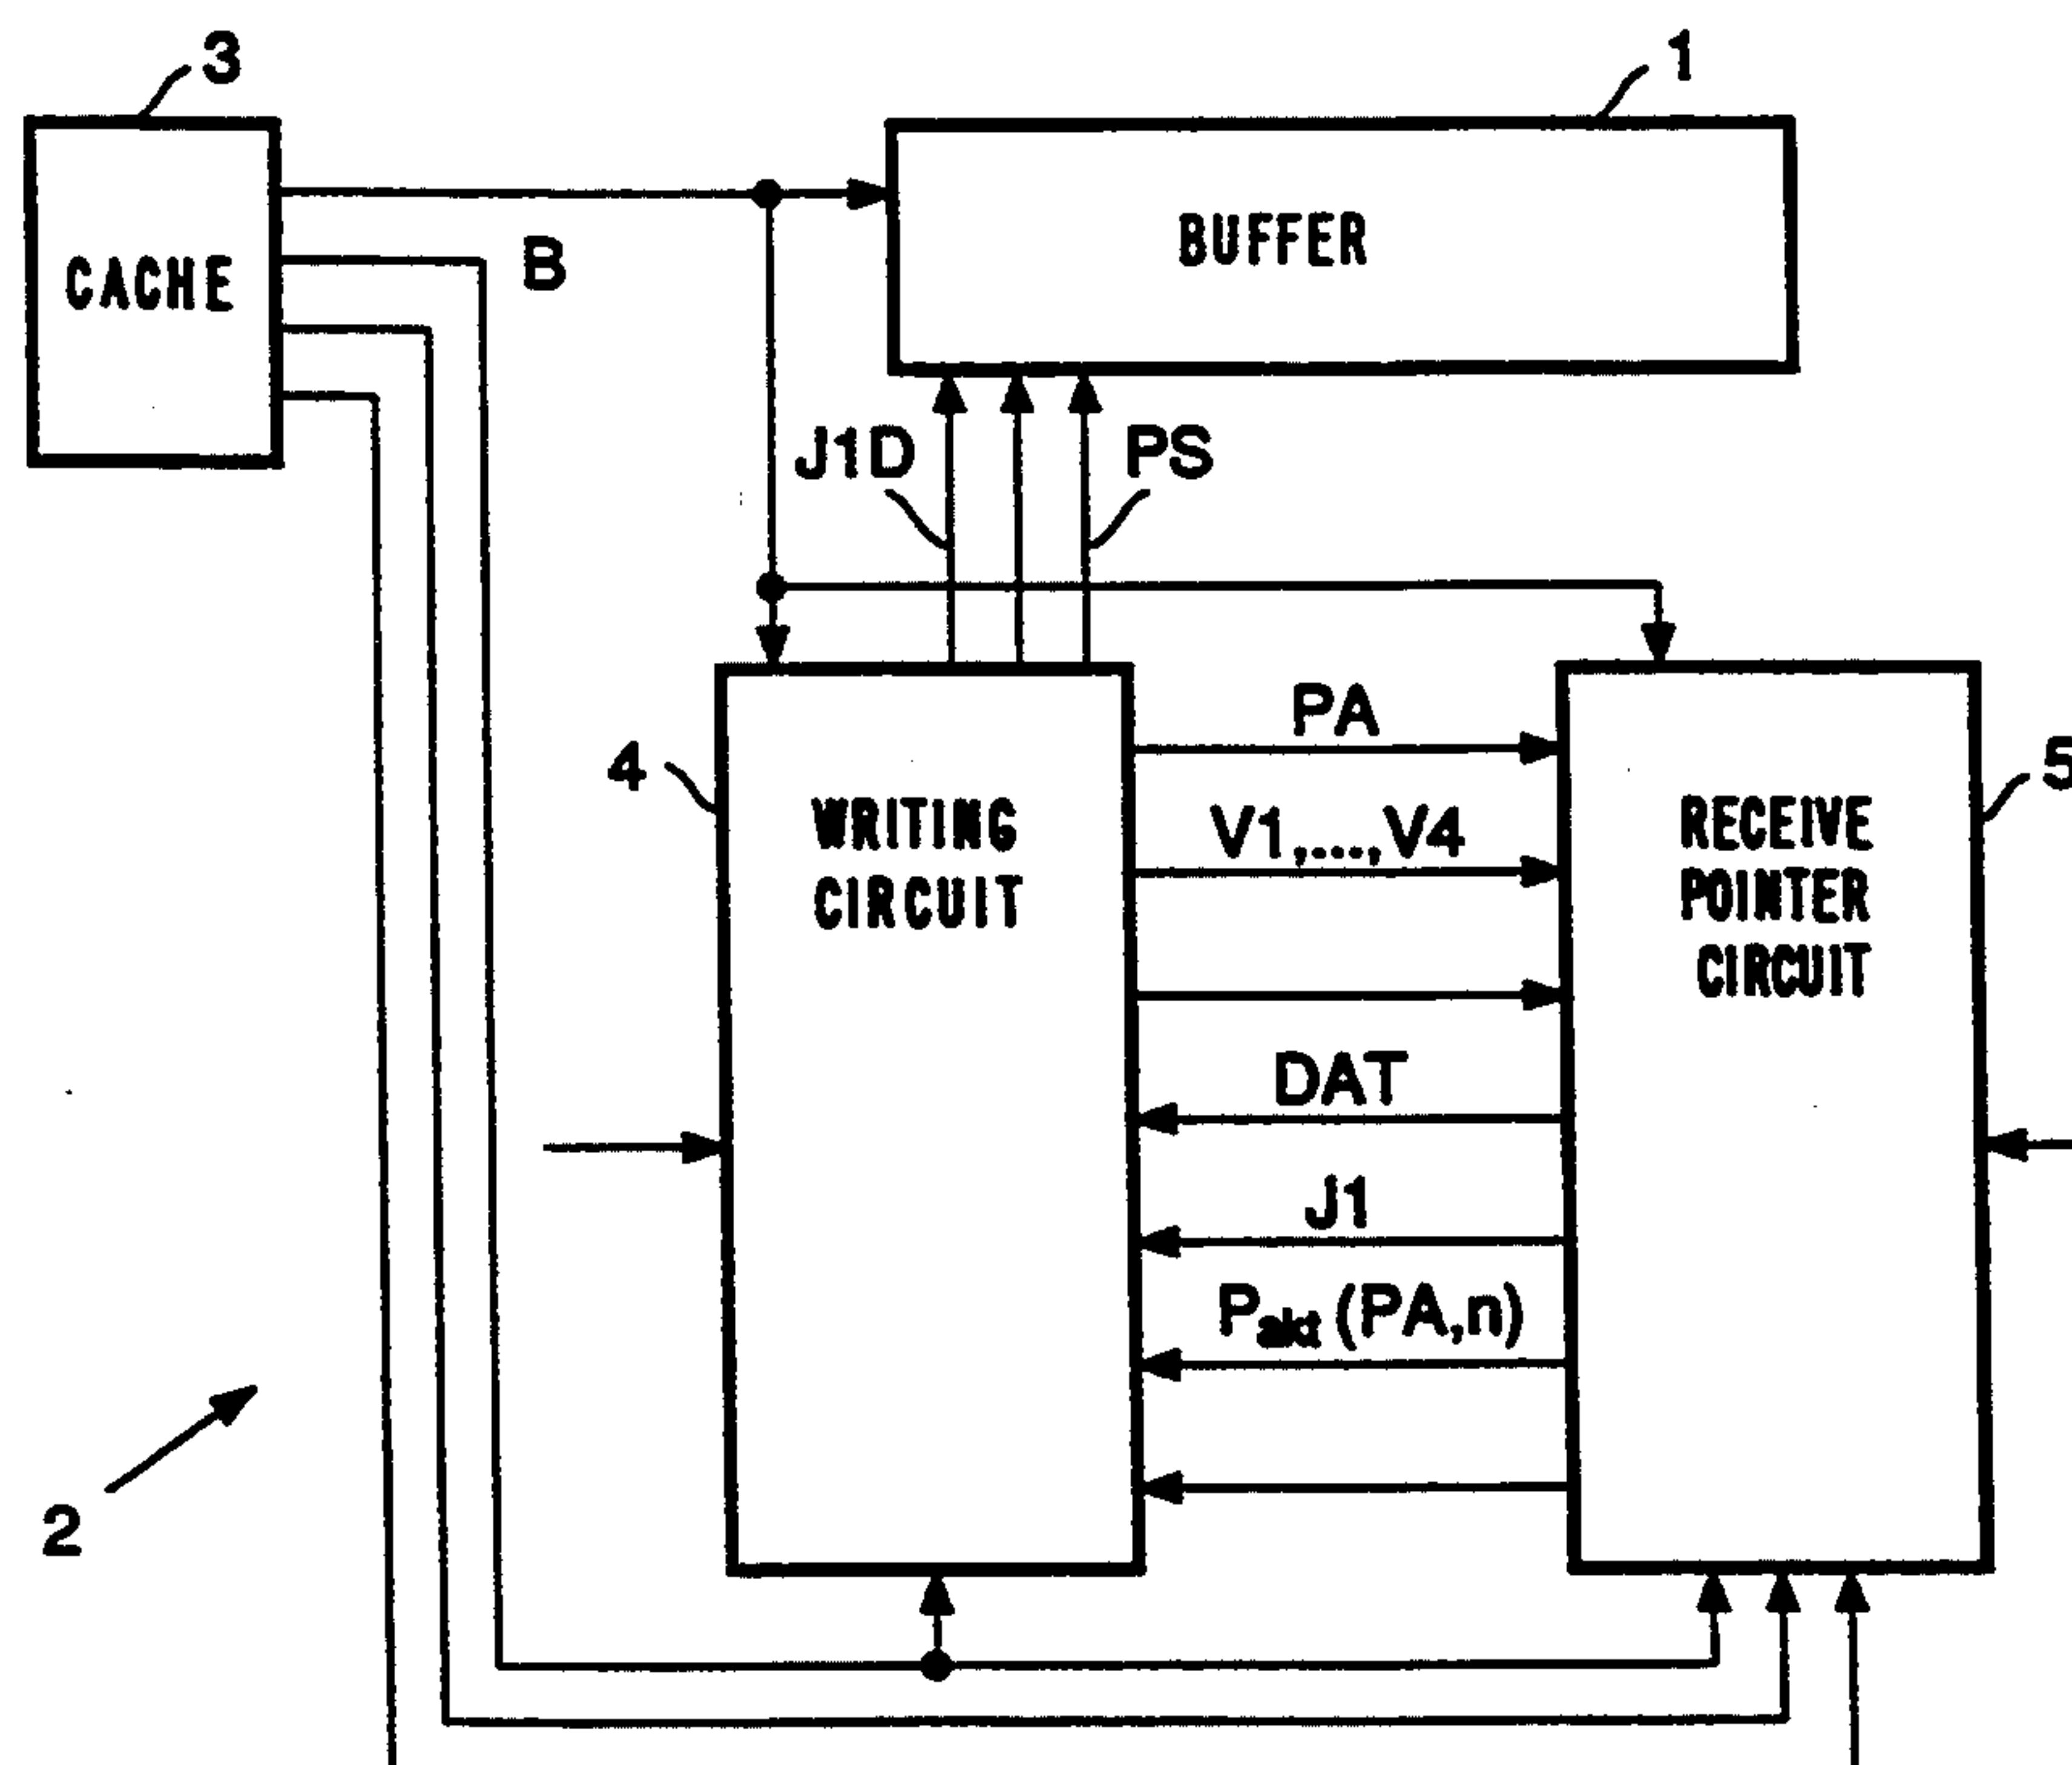 3
1
CACHE
B
BUFFER
J1D
PS
PA
4
5
WRITING
CIRCUIT
V1,....,V4
RECEIVE
POINTER
CIRCUIT
DAT
J1
Pakt (PA,n)
2